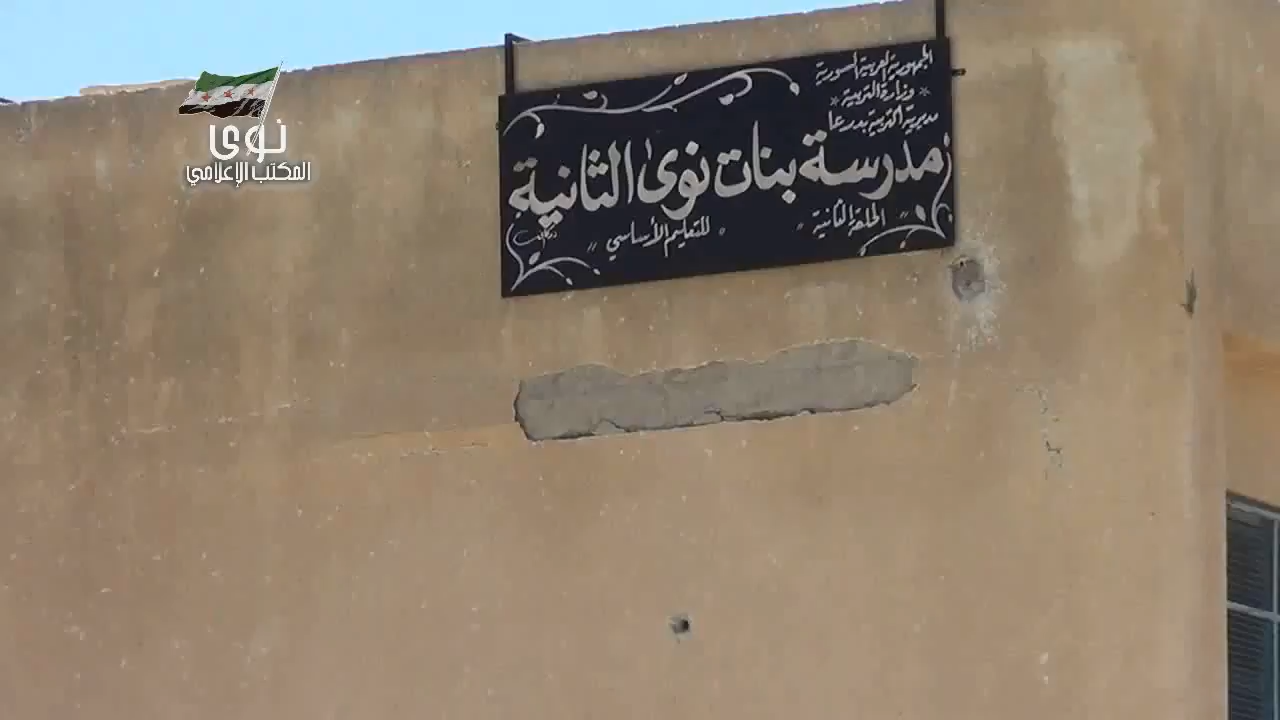 الجمهورية العربية السورية
وزارة التربية
مديرية التربية بدرعا
مدرسة بنات نوى الثانية
" الحلقة الثانية " " للتعليم الأساسي "
نوى
المكتب الإعلامي